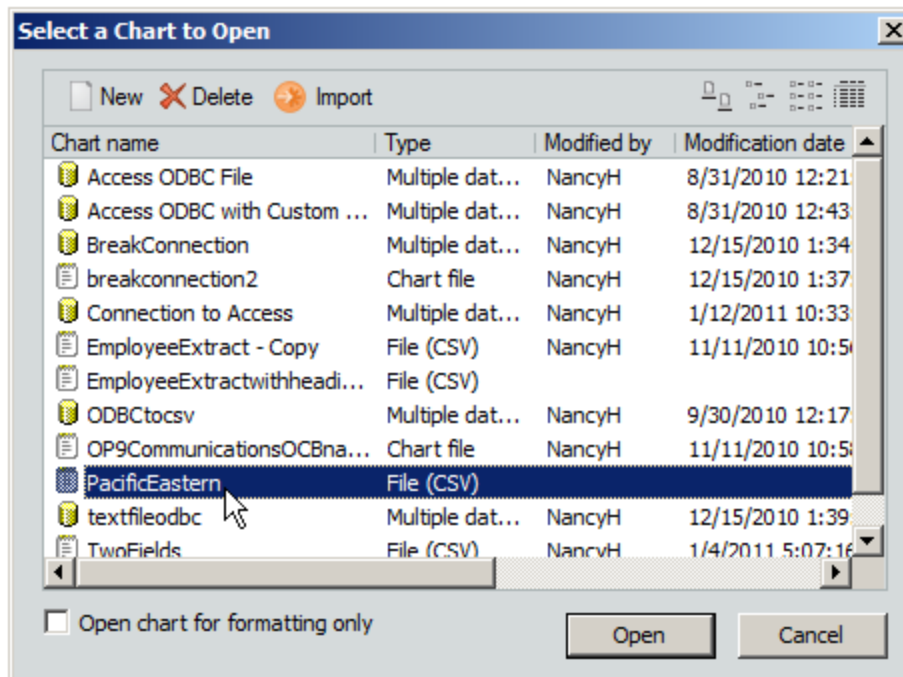 Select a Chart to Open
New Delete Import
Chart name Type Modified by Modification date
Access ODBC File Multiple dat... NancyH 8/31/2010 12:21
Access ODBC with Custom ... Multiple dat... NancyH 8/31/2010 12:43
BreakConnection Multiple dat... NancyH 12/15/2010 1:34
breakconnection2 Chart file NancyH 12/15/2010 1:37
Connection to Access Multiple dat... NancyH 1/12/2011 10:33
EmployeeExtract - Copy File (CSV) NancyH 11/11/2010 10:56
EmployeeExtractwithheadi... File (CSV)
ODBCtocsv Multiple dat... NancyH 9/30/2010 12:17
OP9CommunicationsOCBna... Chart file NancyH 11/11/2010 10:58
PacificEastern File (CSV)
textfileodbc Multiple dat... NancyH 12/15/2010 1:39
TwoFields File (CSV) NancyH 1/4/2011 5:07:16
Open chart for formatting only
Open Cancel